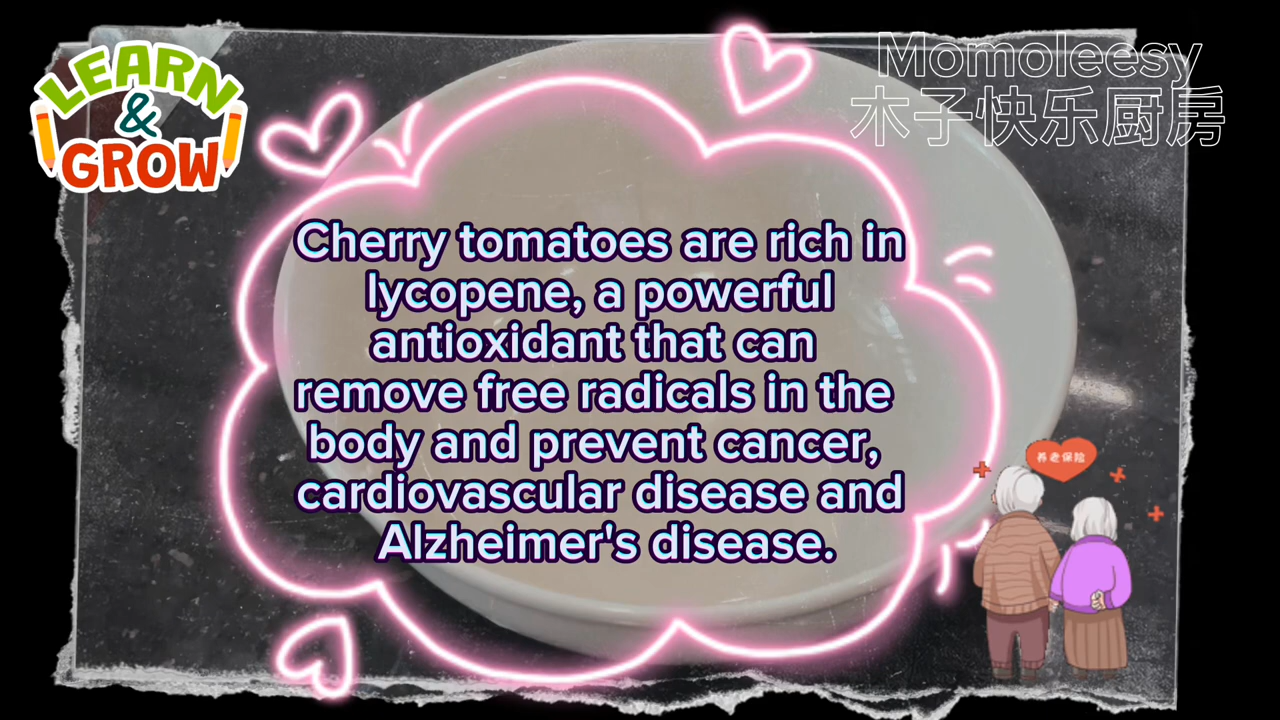 LEARN
&
GROW
Momoleesy
木子快乐厨房
Cherry tomatoes are rich in
lycopene, a powerful
antioxidant that can
remove free radicals in the
body and prevent cancer,
cardiovascular disease and
Alzheimer's disease.
养老保险